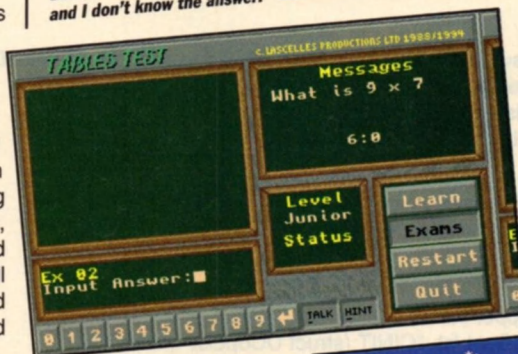 and I don't know the answer.
TABLES TEST
c.LASCELLES PRODUCTIONS LTD 1988/1994
Messages
What is 9 x 7
6:0
Level
Junior
Status
Learn
Exams
Restart
Quit
Ex 02
Input Answer:
0 1 2 3 4 5 6 7 8 9 TALK HINT